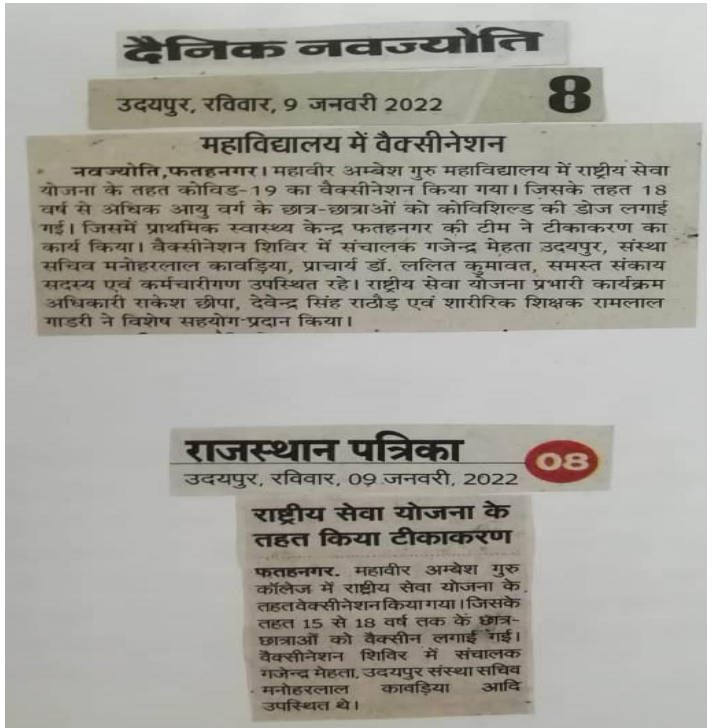 दैनिक नवज्योति
उदयपुर, रविवार, 9 जनवरी 2022 8
महाविद्यालय में वैक्सीनेशन
नवज्योति,फतहनगर। महावीर अम्बेश गुरु महाविद्यालय में राष्ट्रीय सेवा
योजना के तहत कोविड-19 का वैक्सीनेशन किया गया। जिसके तहत 18
वर्ष से अधिक आयु वर्ग के छात्र-छात्राओं को कोविशिल्ड की डोज लगाई
गई। जिसमें प्राथमिक स्वास्थ्य केन्द्र फतहनगर की टीम ने टीकाकरण का
कार्य किया। वैक्सीनेशन शिविर में संचालक गजेन्द्र मेहता उदयपुर, संस्था
सचिव मनोहरलाल कावड़िया, प्राचार्य डॉ. ललित कुमावत, समस्त संकाय
सदस्य एवं कर्मचारीगण उपस्थित रहे। राष्ट्रीय सेवा योजना प्रभारी कार्यक्रम
अधिकारी राकेश छीपा, देवेन्द्र सिंह राठौड़ एवं शारीरिक शिक्षक रामलाल
गाडरी ने विशेष सहयोग प्रदान किया।
राजस्थान पत्रिका 08
उदयपुर, रविवार, 09 जनवरी, 2022
राष्ट्रीय सेवा योजना के
तहत किया टीकाकरण
फतहनगर. महावीर अम्बेश गुरु
कॉलेज में राष्ट्रीय सेवा योजना के
तहत वेक्सीनेशन किया गया। जिसके
तहत 15 से 18 वर्ष तक के छात्र-
छात्राओं को वैक्सीन लगाई गई।
वैक्सीनेशन शिविर में संचालक
गजेन्द्र मेहता, उदयपुर संस्था सचिव
मनोहरलाल कावड़िया आदि
उपस्थित थे।